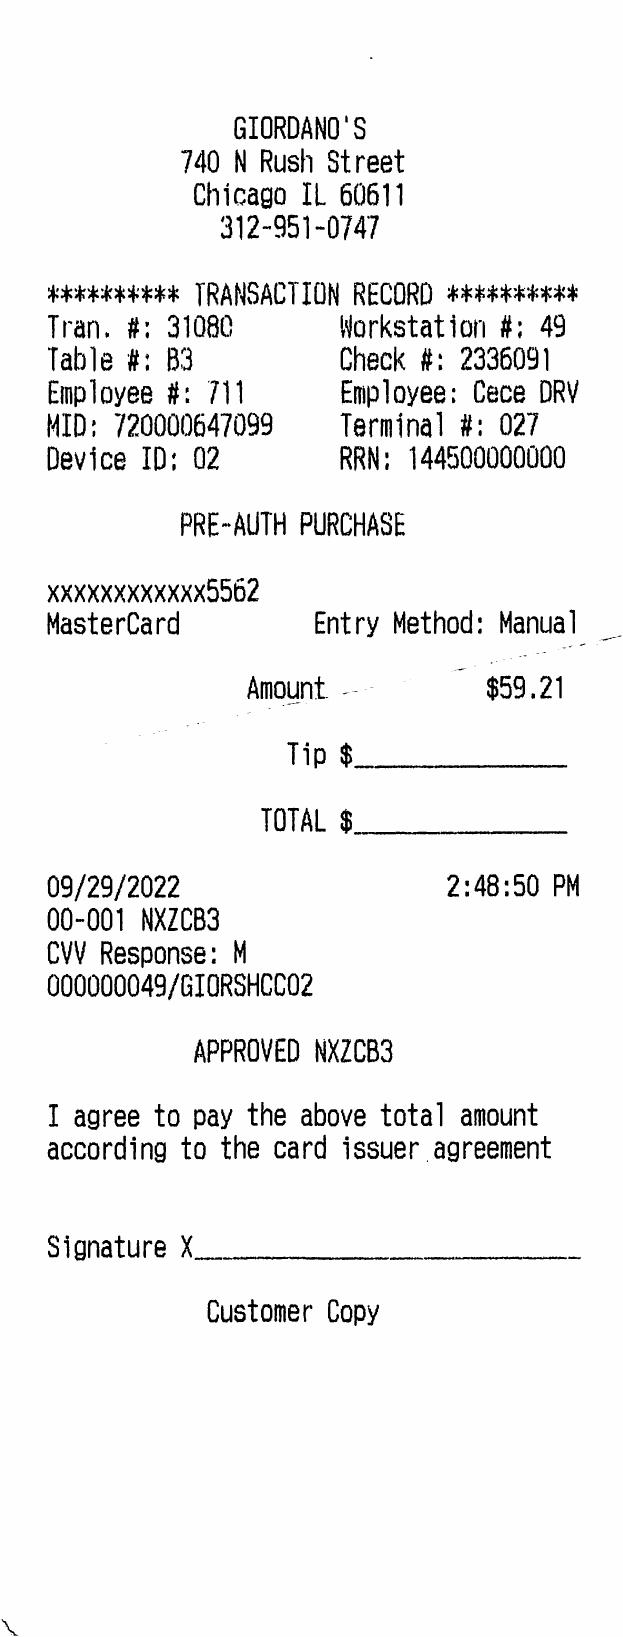 GIORDANO'S
740 N Rush Street
Chicago IL 60611
312-951-0747
********** TRANSACTION RECORD **********
Tran. #: 31080 Workstation #: 49
Table #: B3 Check #: 2336091
Employee #: 711 Employee: Cece DRV
MID: 720000647099 Terminal #: 027
Device ID: 02 RRN: 144500000000
PRE-AUTH PURCHASE
xxxxxxxxxxxx5562
MasterCard Entry Method: Manual
Amount $59.21
Tip $________________
TOTAL $________________
09/29/2022 2:48:50 PM
00-001 NXZCB3
CVV Response: M
000000049/GIORSHCC02
APPROVED NXZCB3
I agree to pay the above total amount
according to the card issuer agreement
Signature X_____________________________
Customer Copy